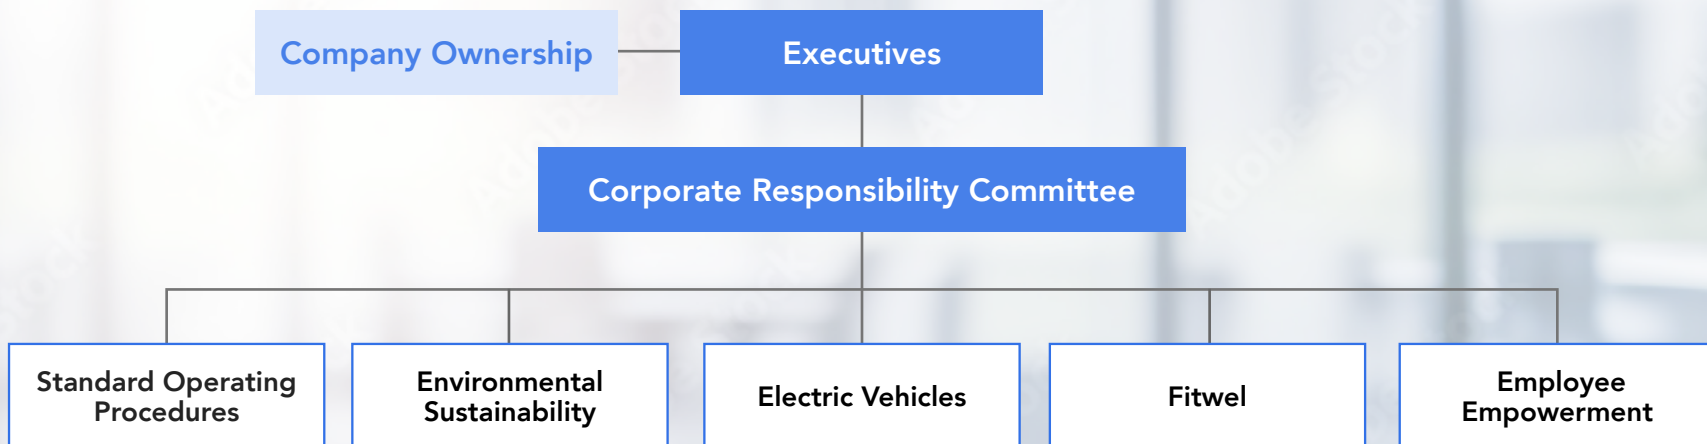 Company Ownership
Executives
Corporate Responsibility Committee
Standard Operating
Procedures
Environmental
Sustainability
Electric Vehicles
Fitwel
Employee
Empowerment